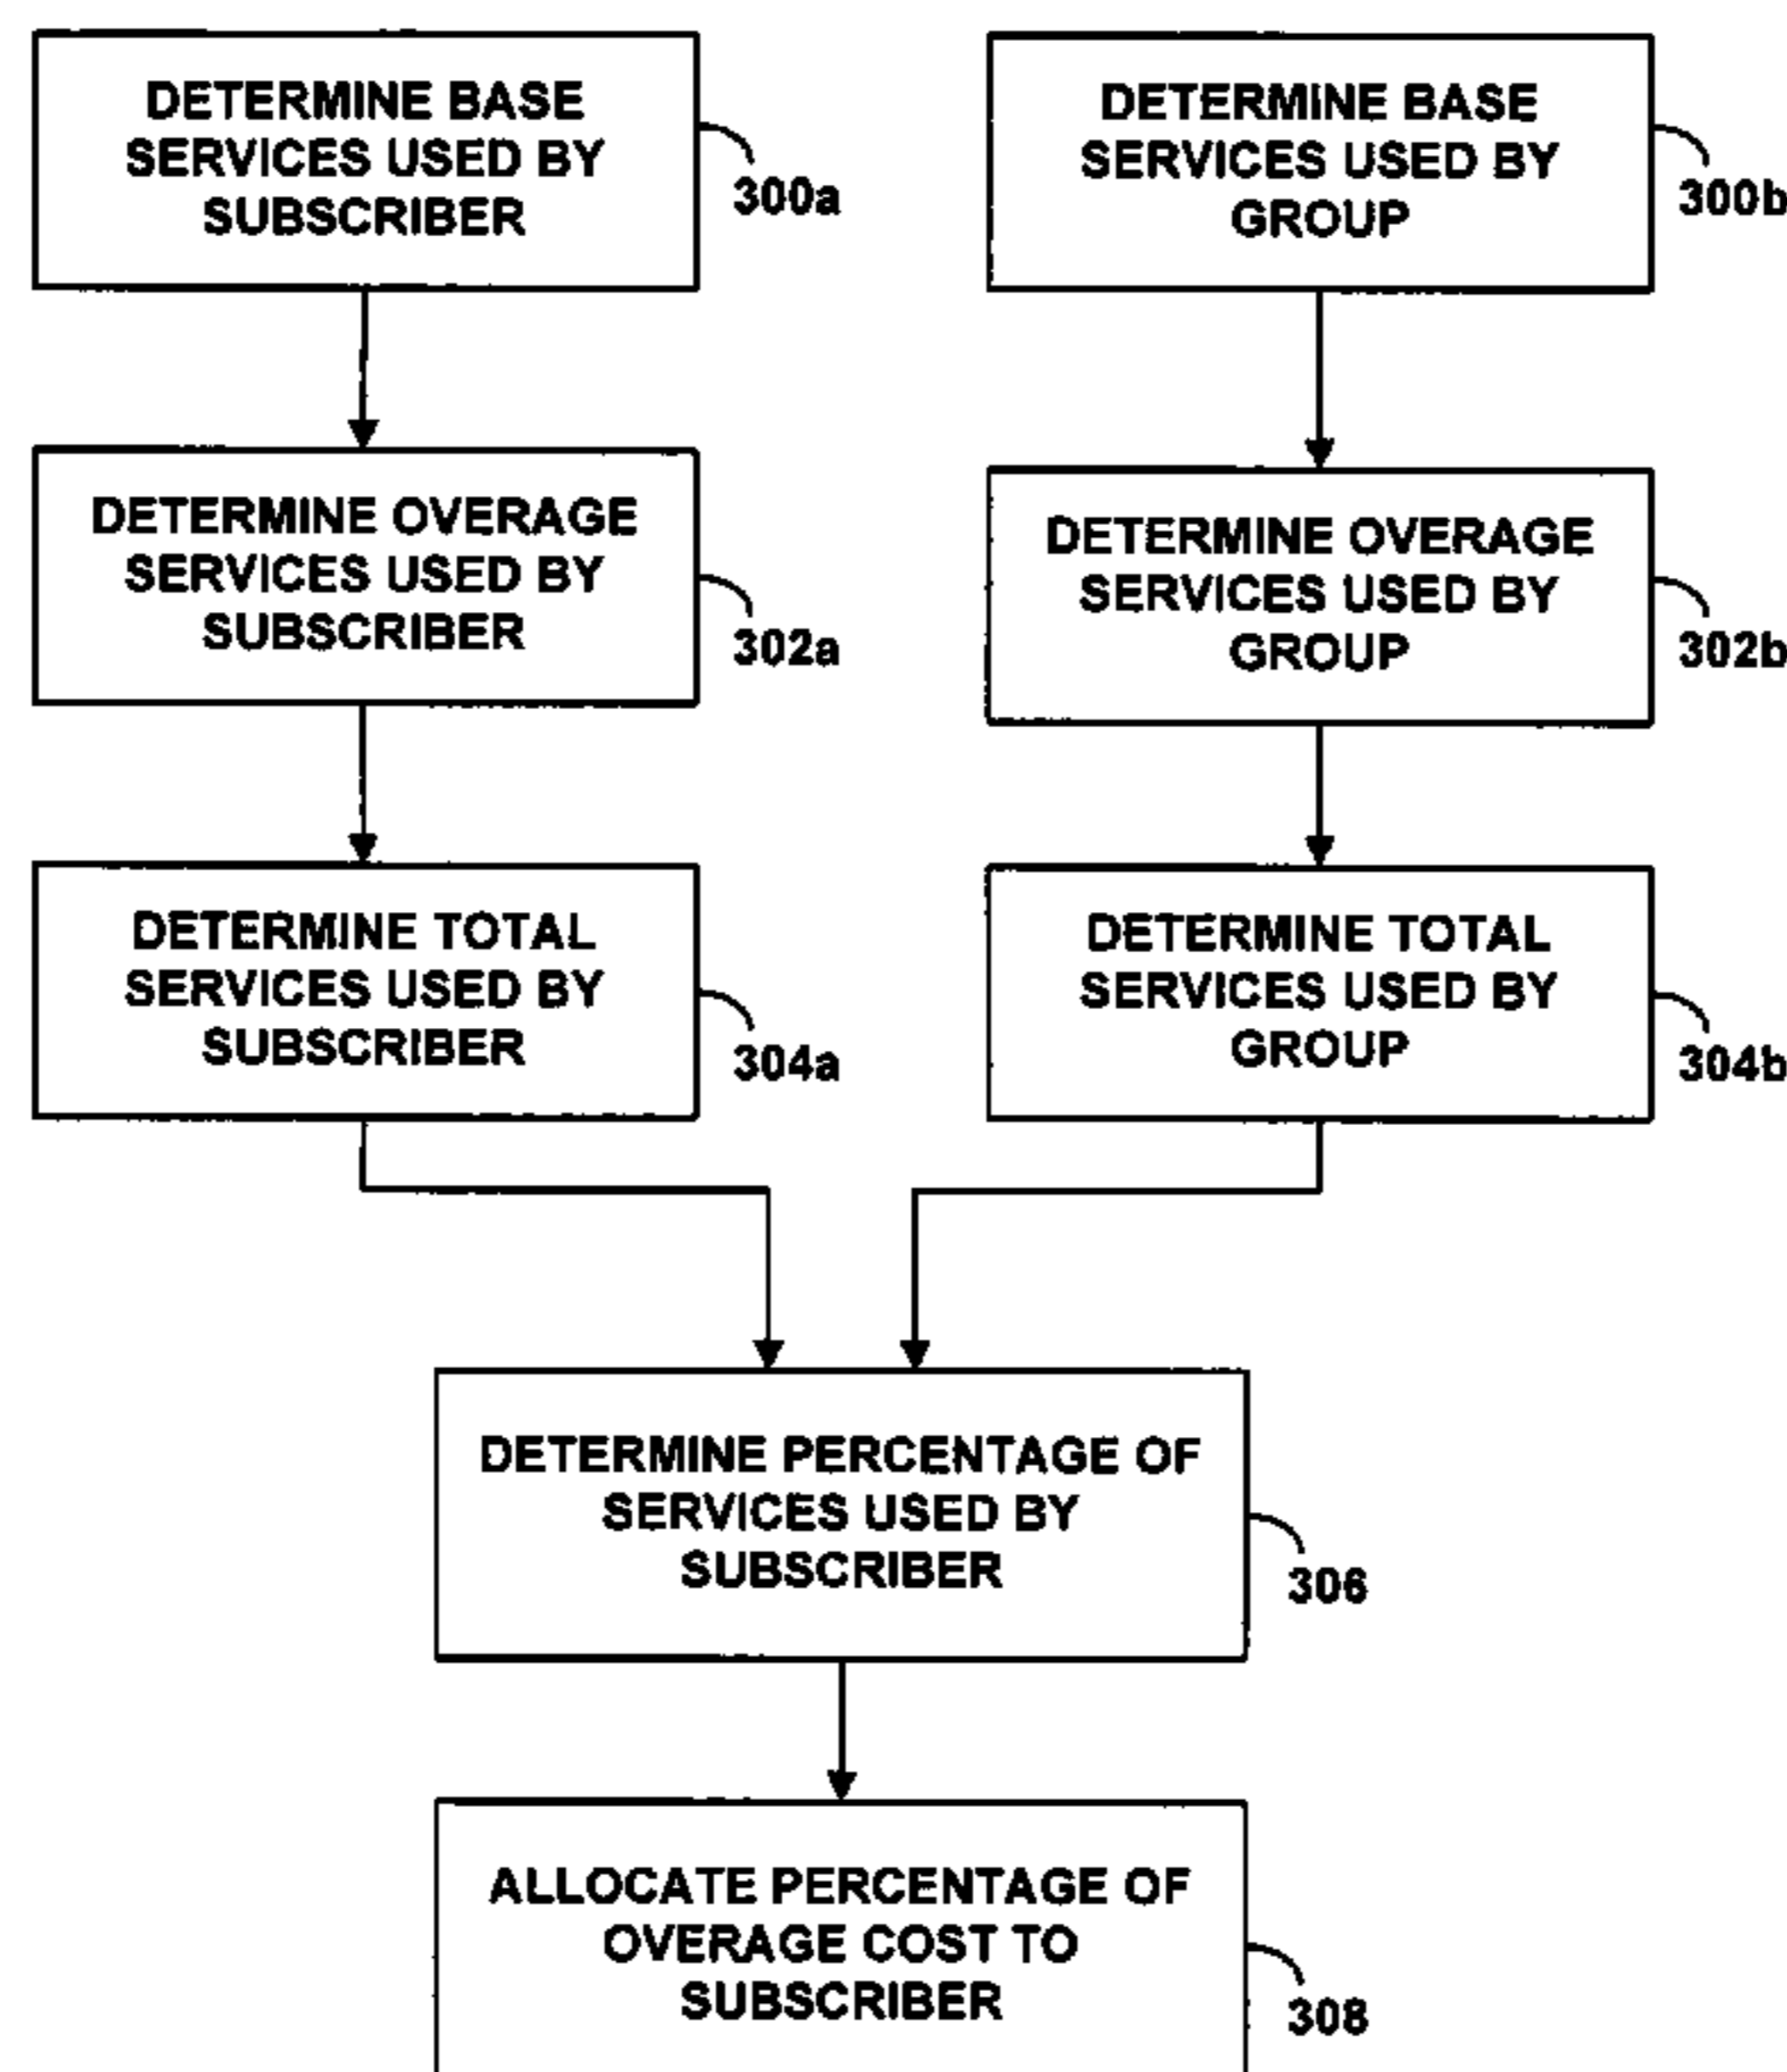 DETERMINE BASE
SERVICES USED BY
SUBSCRIBER
300a
DETERMINE BASE
SERVICES USED BY
GROUP
300b
DETERMINE OVERAGE
SERVICES USED BY
SUBSCRIBER
302a
DETERMINE OVERAGE
SERVICES USED BY
GROUP
302b
DETERMINE TOTAL
SERVICES USED BY
SUBSCRIBER
304a
DETERMINE TOTAL
SERVICES USED BY
GROUP
304b
DETERMINE PERCENTAGE OF
SERVICES USED BY
SUBSCRIBER
306
ALLOCATE PERCENTAGE OF
OVERAGE COST TO
SUBSCRIBER
308